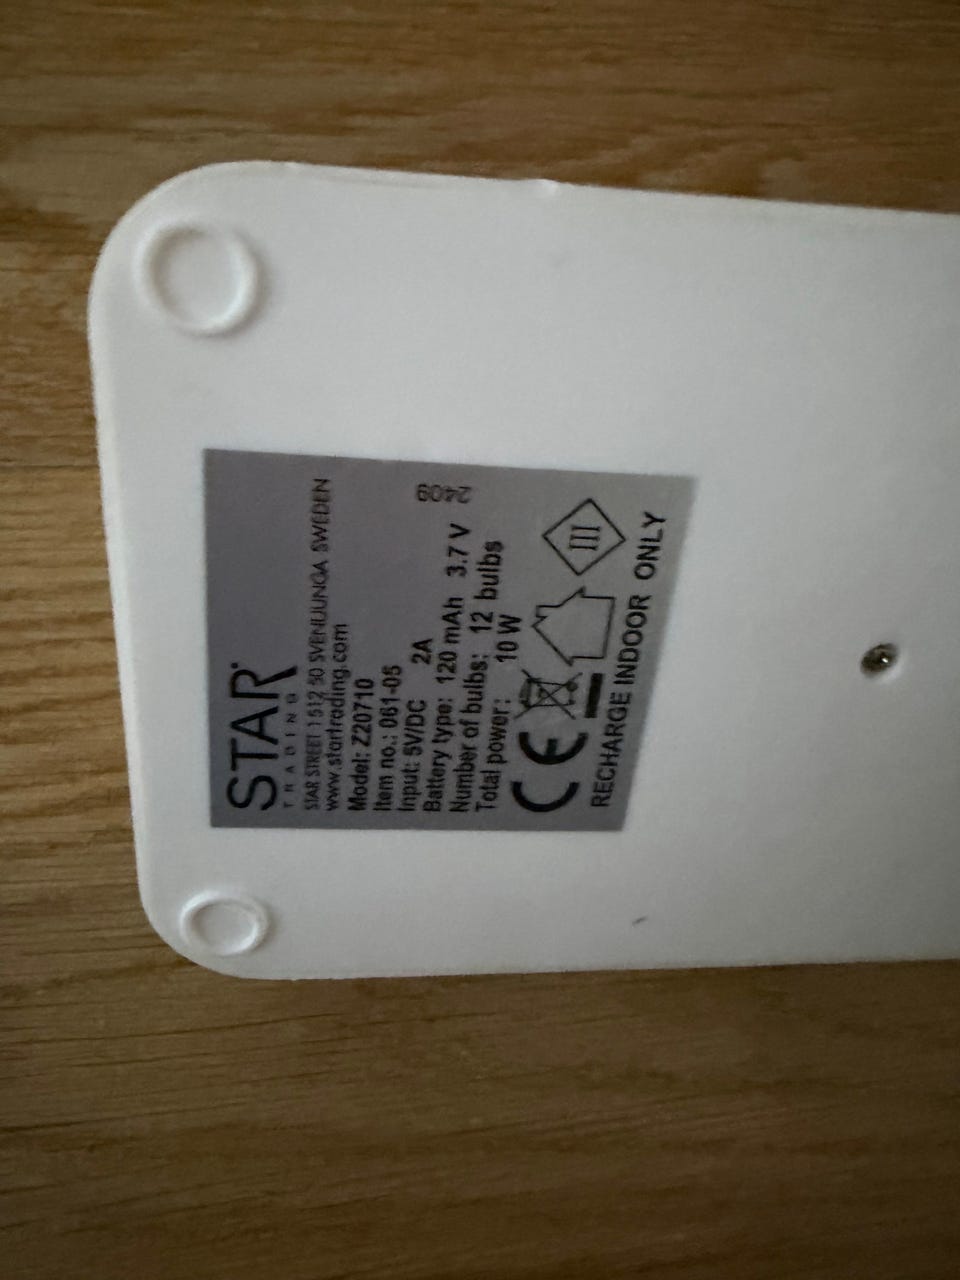 STAR
TRADING
STAR STREET 1 512 50 SVENLJUNGA SWEDEN
www.startrading.com
Model: Z20710
Item no.: 061-05
Input: 5V/DC 2A
2409
Battery type: 120 mAh 3.7 V
Number of bulbs: 12 bulbs
Total power: 10 W
CE
III
RECHARGE INDOOR ONLY